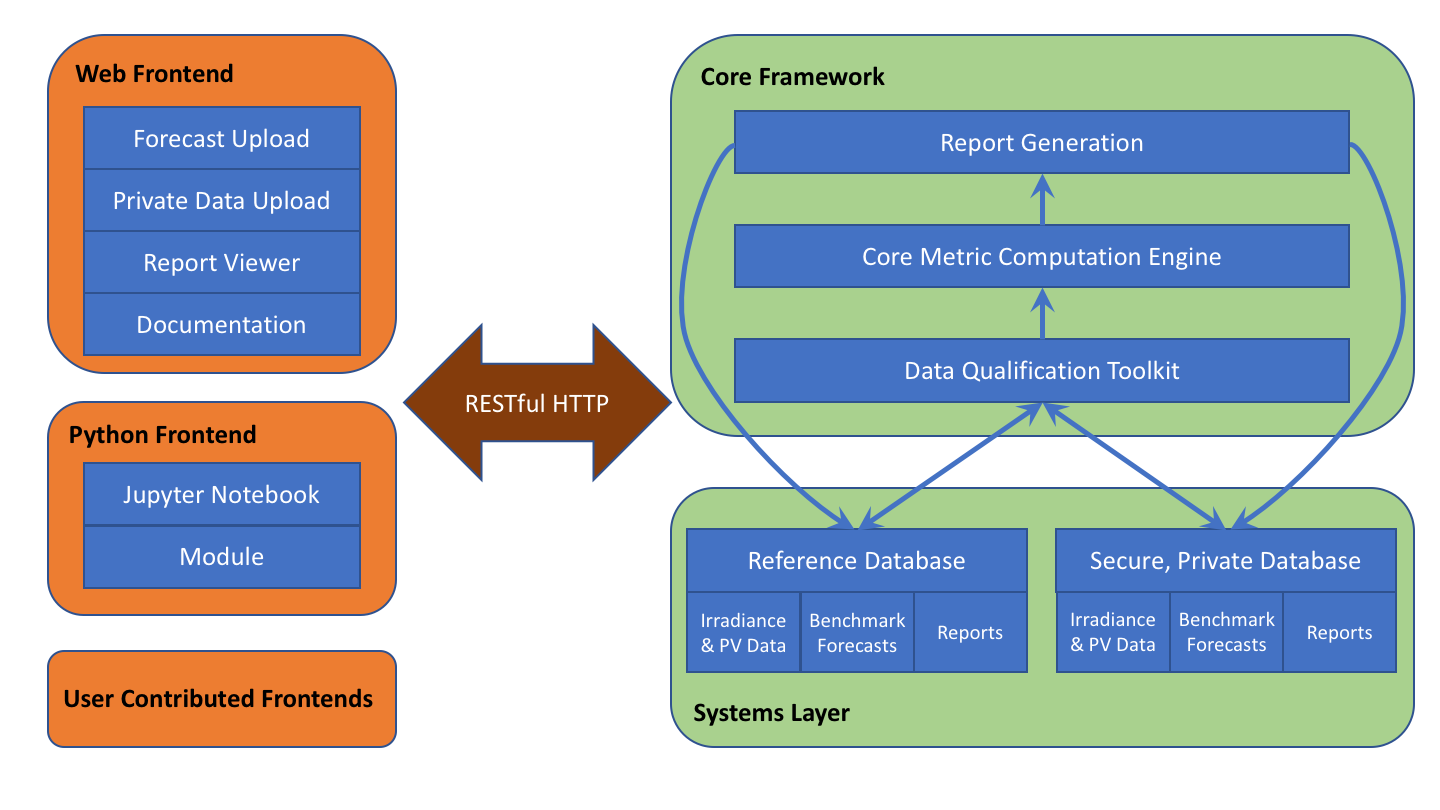 Web Frontend
Forecast Upload
Private Data Upload
Report Viewer
Documentation
Python Frontend
Jupyter Notebook
Module
User Contributed Frontends
RESTful HTTP
Core Framework
Report Generation
Core Metric Computation Engine
Data Qualification Toolkit
Reference Database
Irradiance
& PV Data
Benchmark
Forecasts
Reports
Secure, Private Database
Irradiance
& PV Data
Benchmark
Forecasts
Reports
Systems Layer